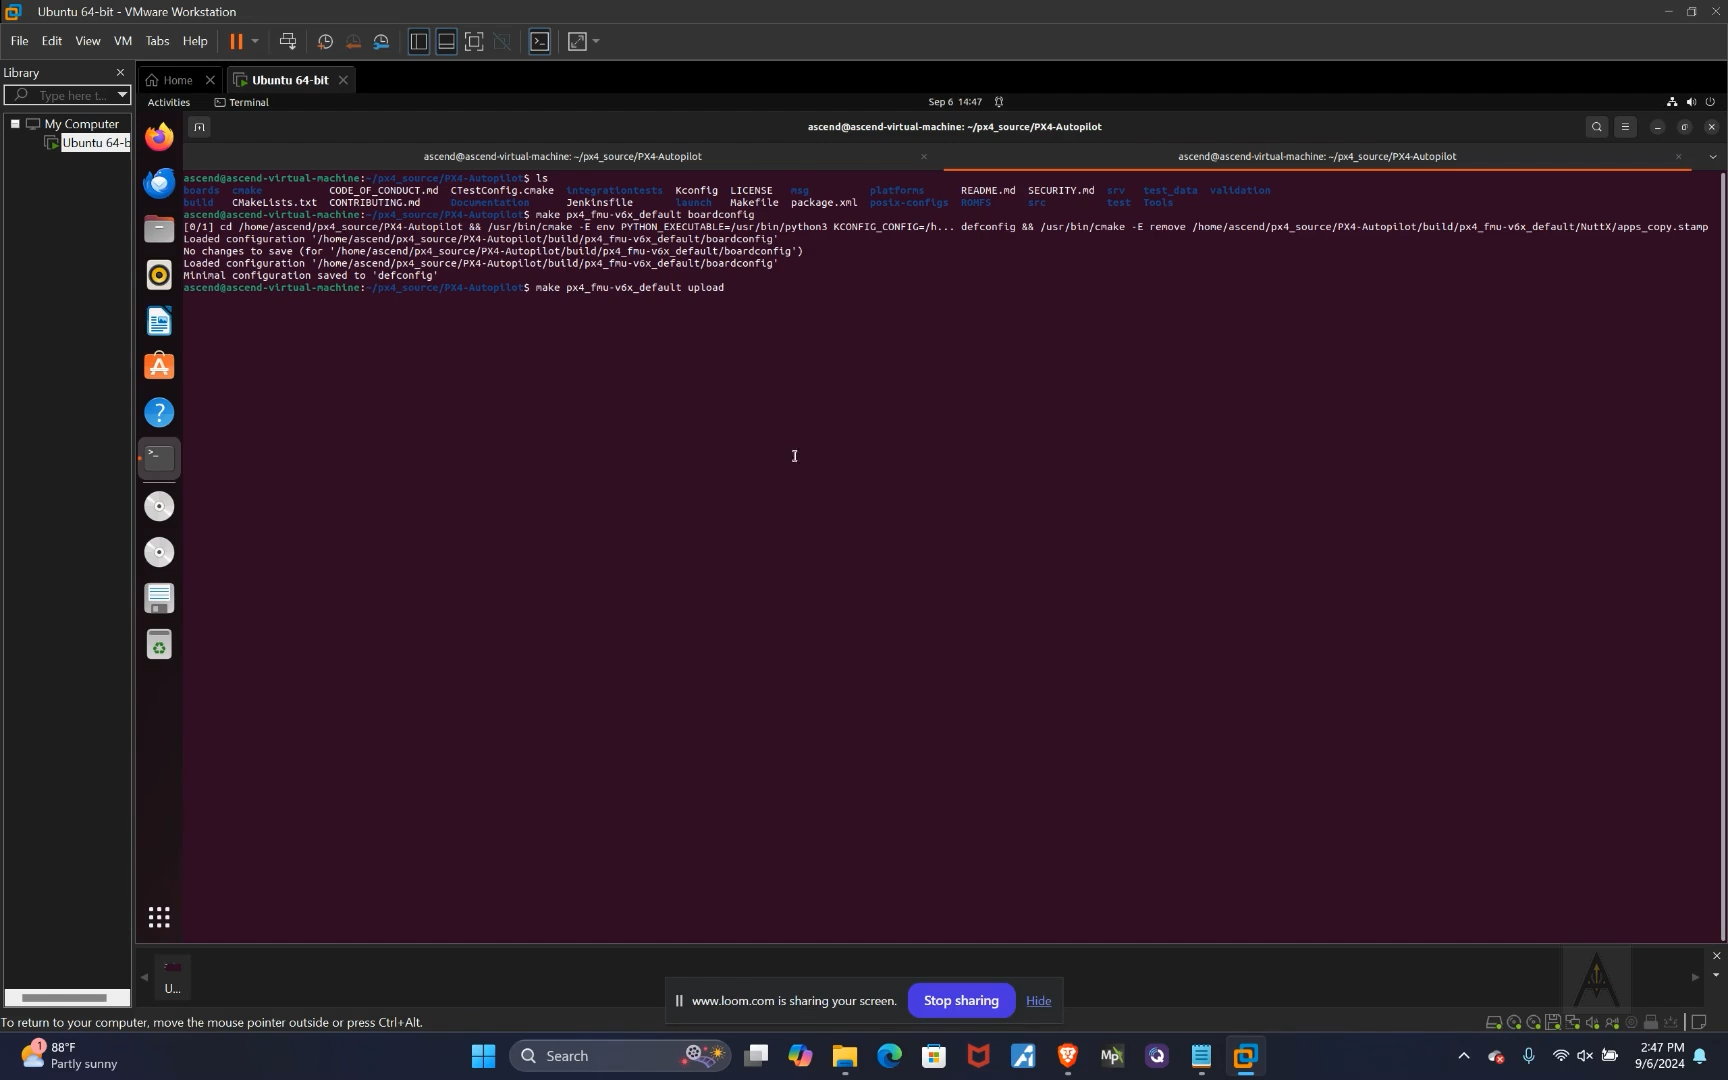 Ubuntu 64-bit - VMware Workstation
File Edit View VM Tabs Help
Library
Type here t...
My Computer
Ubuntu 64-b
Home
Ubuntu 64-bit
Activities Terminal Sep 6 14:47
ascend@ascend-virtual-machine: ~/px4_source/PX4-Autopilot
ascend@ascend-virtual-machine: ~/px4_source/PX4-Autopilot ascend@ascend-virtual-machine: ~/px4_source/PX4-Autopilot
ascend@ascend-virtual-machine:~/px4_source/PX4-Autopilot$ ls
boards cmake CODE_OF_CONDUCT.md CTestConfig.cmake integrationtests Kconfig LICENSE msg platforms README.md SECURITY.md srv test_data validation
build CMakeLists.txt CONTRIBUTING.md Documentation Jenkinsfile launch Makefile package.xml posix-configs ROMFS src test Tools
ascend@ascend-virtual-machine:~/px4_source/PX4-Autopilot$ make px4_fmu-v6x_default boardconfig
[0/1] cd /home/ascend/px4_source/PX4-Autopilot && /usr/bin/cmake -E env PYTHON_EXECUTABLE=/usr/bin/python3 KCONFIG_CONFIG=/h... defconfig && /usr/bin/cmake -E remove /home/ascend/px4_source/PX4-Autopilot/build/px4_fmu-v6x_default/NuttX/apps_copy.stamp
Loaded configuration '/home/ascend/px4_source/PX4-Autopilot/build/px4_fmu-v6x_default/boardconfig'
No changes to save (for '/home/ascend/px4_source/PX4-Autopilot/build/px4_fmu-v6x_default/boardconfig')
Loaded configuration '/home/ascend/px4_source/PX4-Autopilot/build/px4_fmu-v6x_default/boardconfig'
Minimal configuration saved to 'defconfig'
ascend@ascend-virtual-machine:~/px4_source/PX4-Autopilot$ make px4_fmu-v6x_default upload
U...
www.loom.com is sharing your screen. Stop sharing Hide
To return to your computer, move the mouse pointer outside or press Ctrl+Alt.
1
88°F
Partly sunny
Search
Mp
2:47 PM
9/6/2024